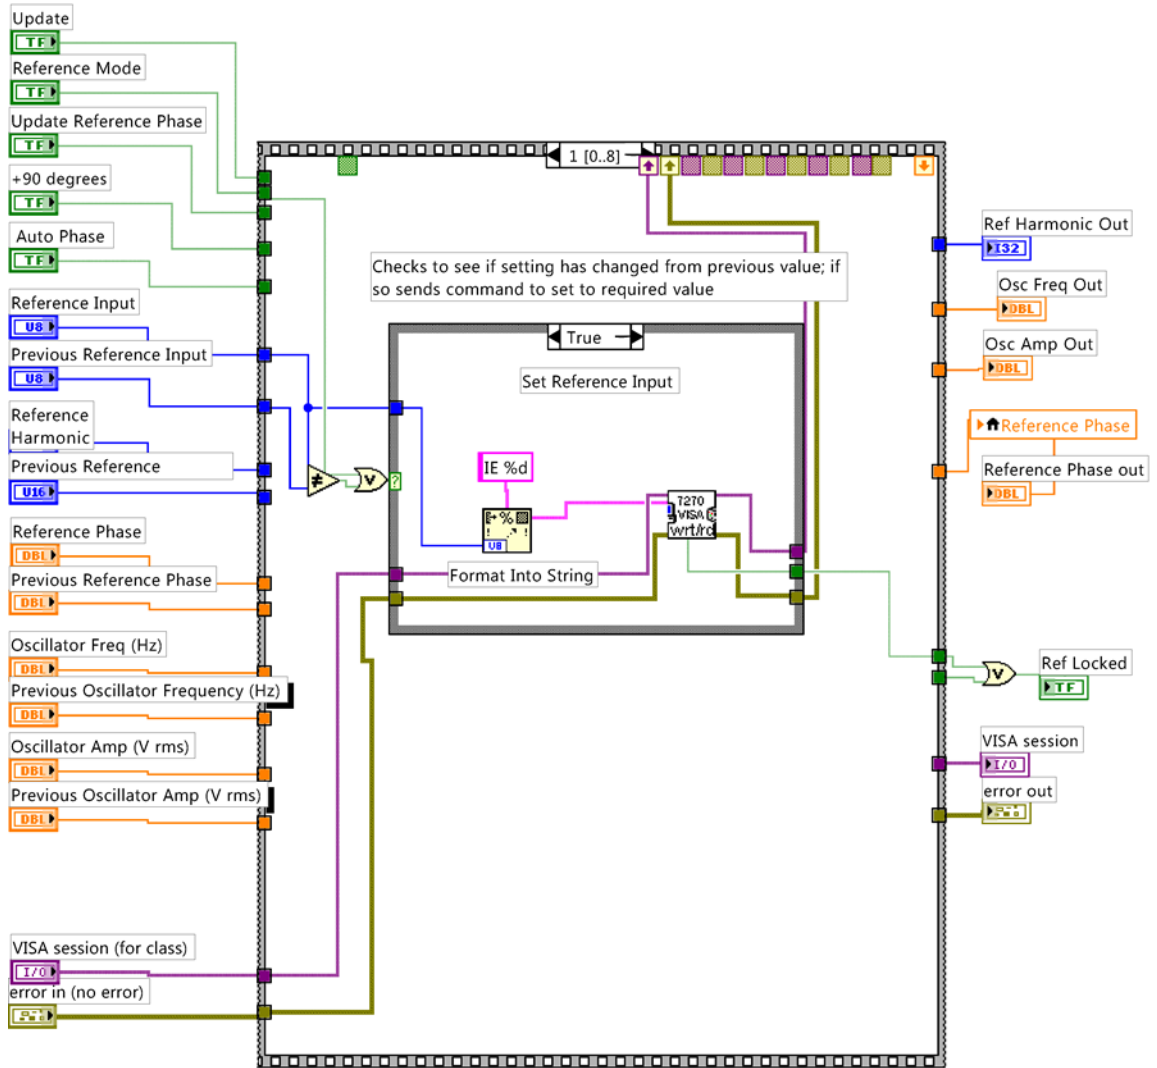 Update
TF
Reference Mode
TF
Update Reference Phase
TF
+90 degrees
TF
Auto Phase
TF
Reference Input
U8
Previous Reference Input
U8
Reference
Harmonic
Previous Reference
U16
Reference Phase
DBL
Previous Reference Phase
DBL
Oscillator Freq (Hz)
DBL
Previous Oscillator Frequency (Hz)
DBL
Oscillator Amp (V rms)
DBL
Previous Oscillator Amp (V rms)
DBL
VISA session (for class)
I/O
error in (no error)
1 [0..8]
Checks to see if setting has changed from previous value; if
so sends command to set to required value
True
Set Reference Input
IE %d
%
U8
Format Into String
7270
VISA
wrt/rd
≠
V
?
Ref Harmonic Out
I32
Osc Freq Out
DBL
Osc Amp Out
DBL
Reference Phase
Reference Phase out
DBL
V
Ref Locked
TF
VISA session
I/O
error out